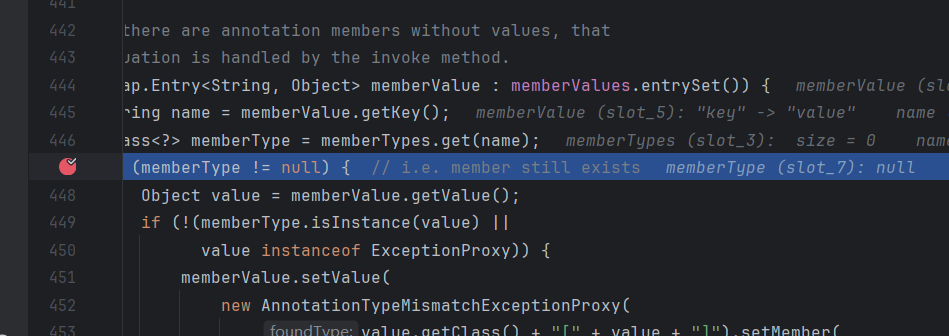 441
442 there are annotation members without values, that
443 uation is handled by the invoke method.
444 ap.Entry<String, Object> memberValue : memberValues.entrySet()) { memberValue (slo
445 ring name = memberValue.getKey(); memberValue (slot_5): "key" -> "value" name
446 ass<?> memberType = memberTypes.get(name); memberTypes (slot_3): size = 0 nam
(memberType != null) { // i.e. member still exists memberType (slot_7): null
448 Object value = memberValue.getValue();
449 if (!(memberType.isInstance(value) ||
450 value instanceof ExceptionProxy)) {
451 memberValue.setValue(
452 new AnnotationTypeMismatchExceptionProxy(
453 foundType: value.getClass() + "[" + value + "]").setMember(